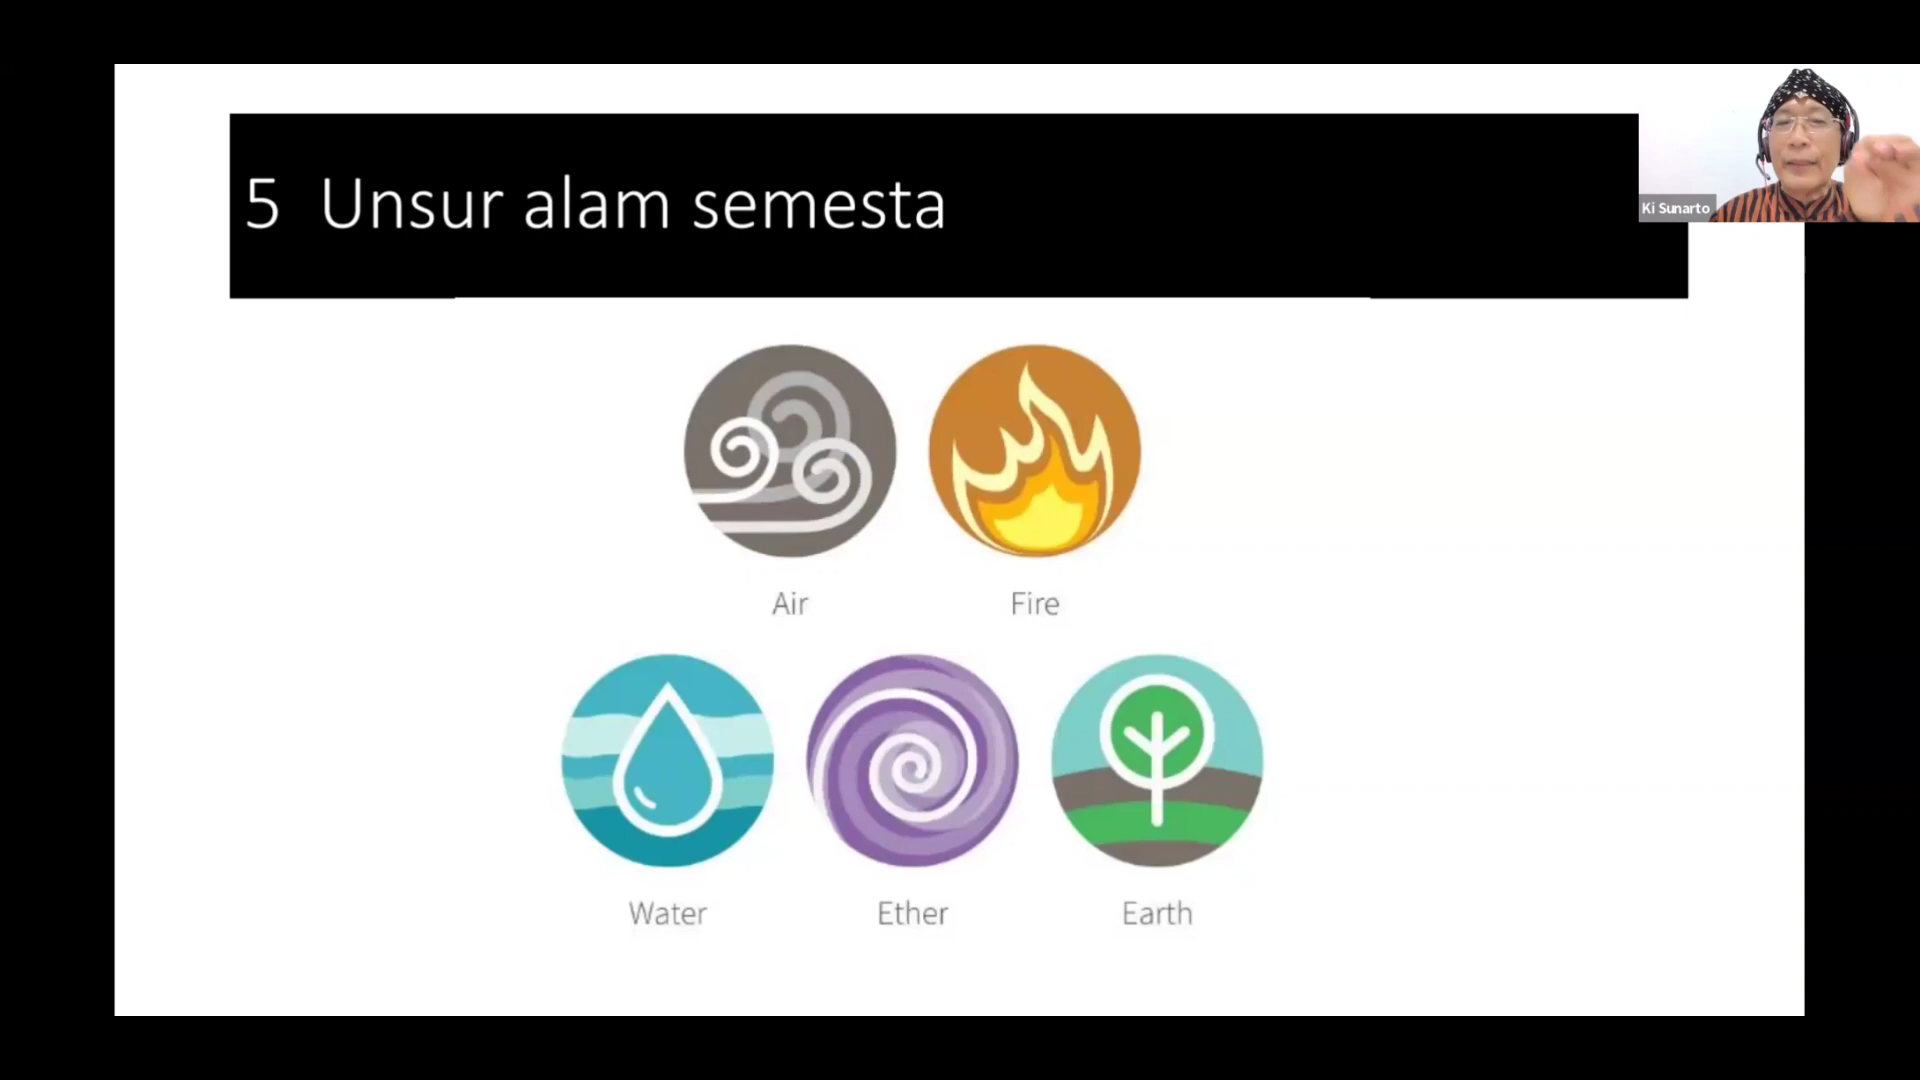 5 Unsur alam semesta
Ki Sunarto
Air
Fire
Water
Ether
Earth